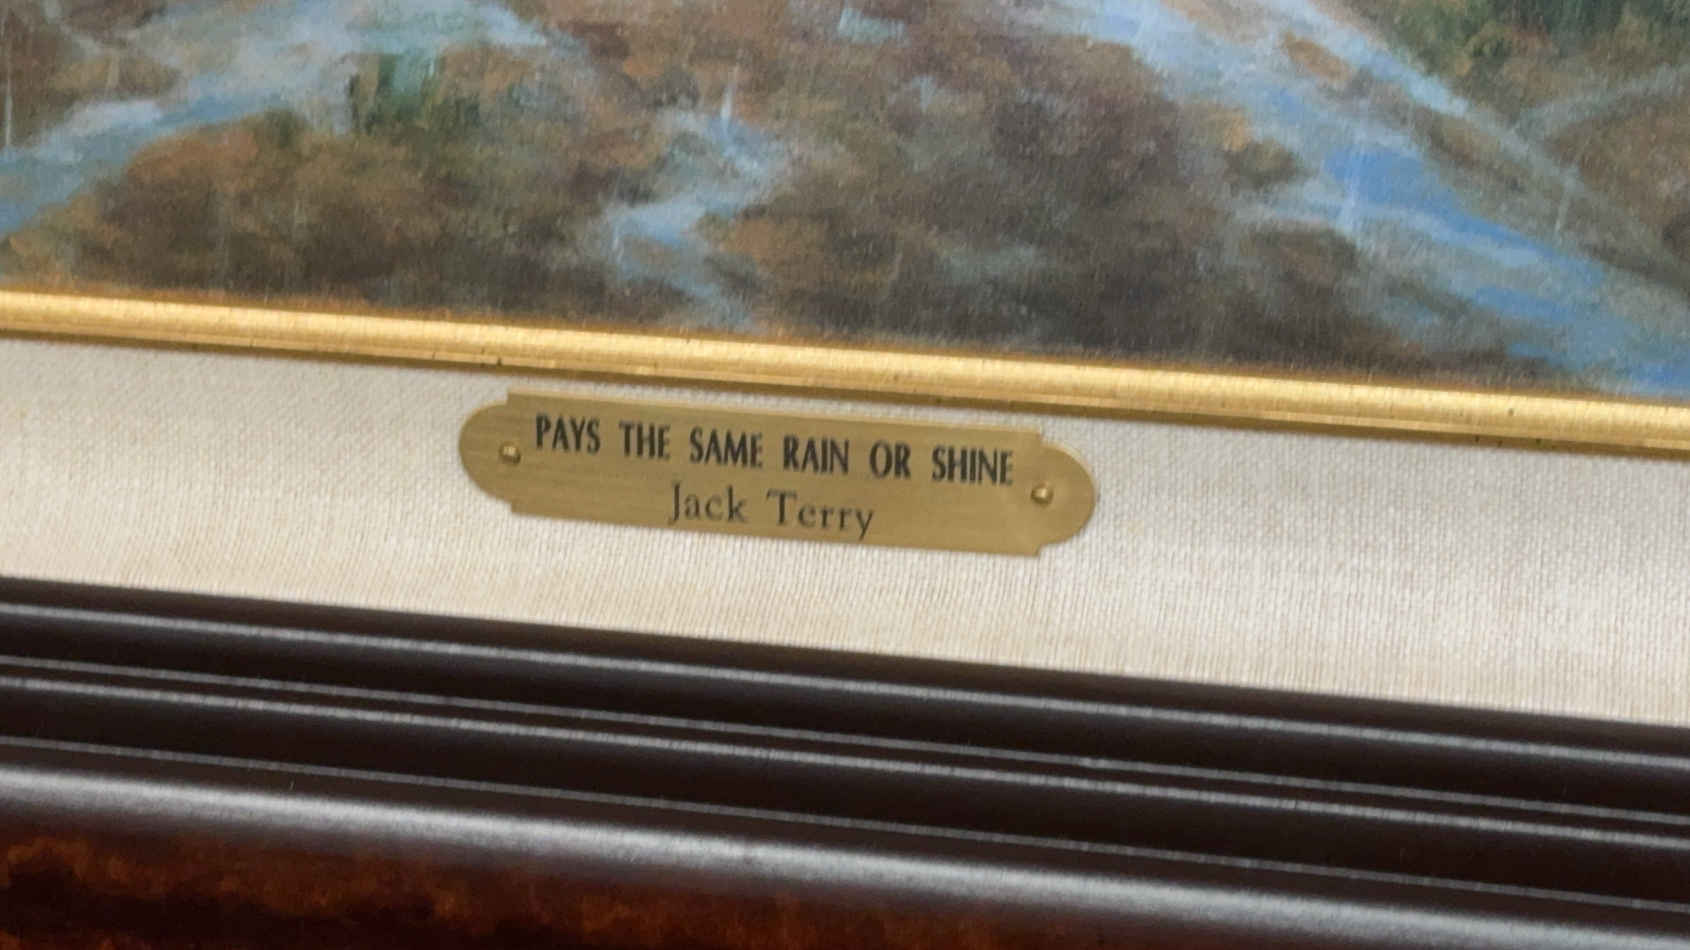 PAYS THE SAME RAIN OR SHINE
Jack Terry